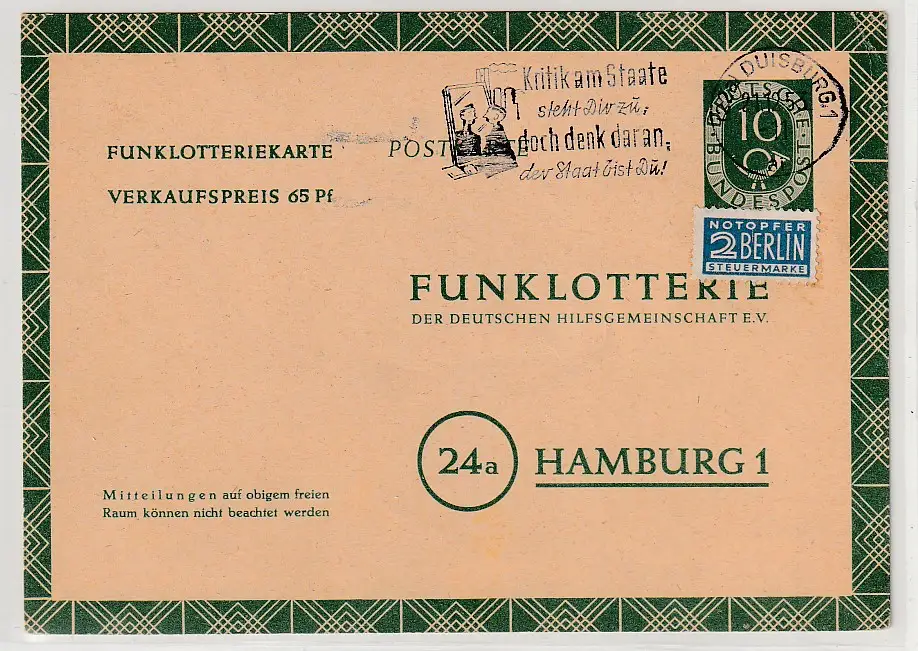 FUNKLOTTERIEKARTE
VERKAUFSPREIS 65 Pf
POSTKARTE
Kritik am Staate
steht Dir zu,
doch denk daran,
der Staat bist Du!
DUISBURG 1
DEUTSCHE
BUNDESPOST
10
NOTOPFER
2 BERLIN
STEUERMARKE
FUNKLOTTERIE
DER DEUTSCHEN HILFSGEMEINSCHAFT E.V.
24a HAMBURG 1
Mitteilungen auf obigem freien
Raum können nicht beachtet werden